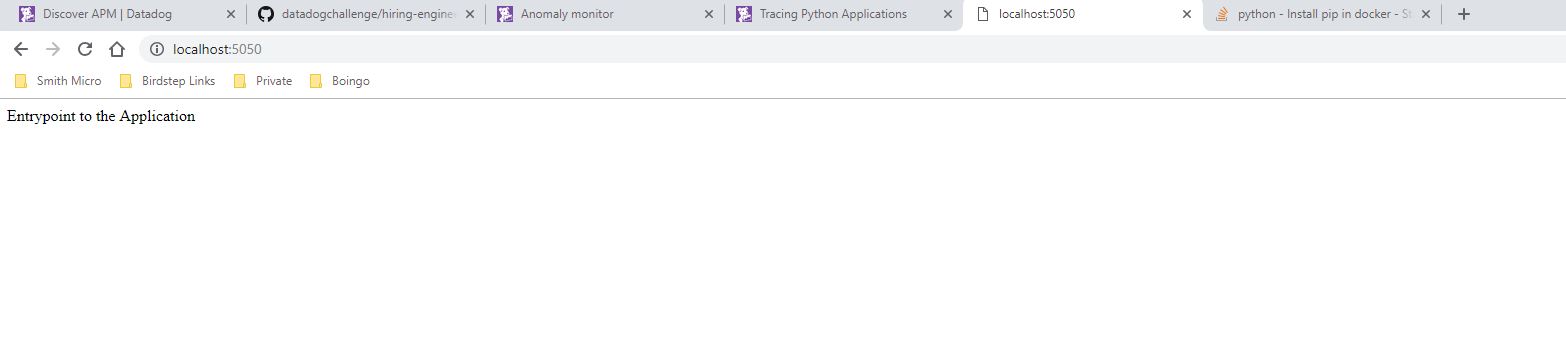 Discover APM | Datadog
datadogchallenge/hiring-enginee
Anomaly monitor
Tracing Python Applications
localhost:5050
python - Install pip in docker - St
localhost:5050
Smith Micro Birdstep Links Private Boingo
Entrypoint to the Application